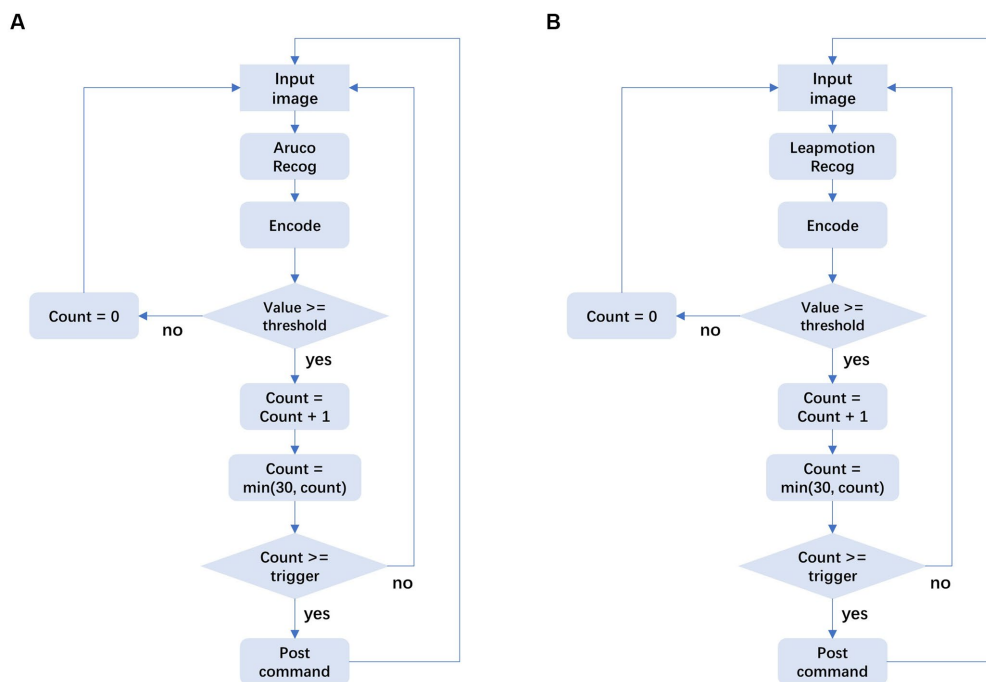 A
Input
image
Aruco
Recog
Encode
Value >=
threshold
no
Count = 0
yes
Count =
Count + 1
Count =
min(30, count)
Count >=
trigger
no
yes
Post
command
B
Input
image
Leapmotion
Recog
Encode
Value >=
threshold
no
Count = 0
yes
Count =
Count + 1
Count =
min(30, count)
Count >=
trigger
no
yes
Post
command